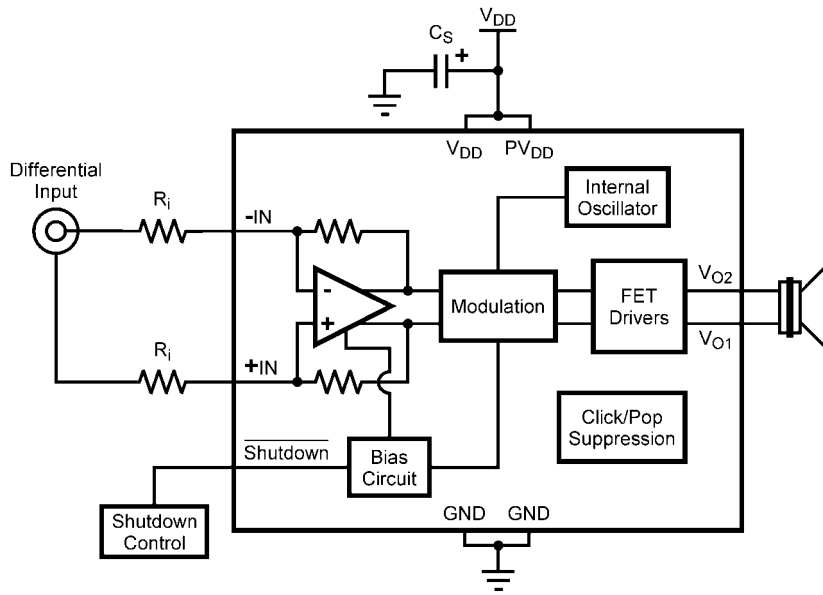 V_DD
C_S
+
V_DD PV_DD
Differential
Input
R_i
-IN
Internal
Oscillator
-
Modulation
FET
Drivers
V_O2
+
V_O1
R_i
+IN
Click/Pop
Suppression
Shutdown
Bias
Circuit
Shutdown
Control
GND GND